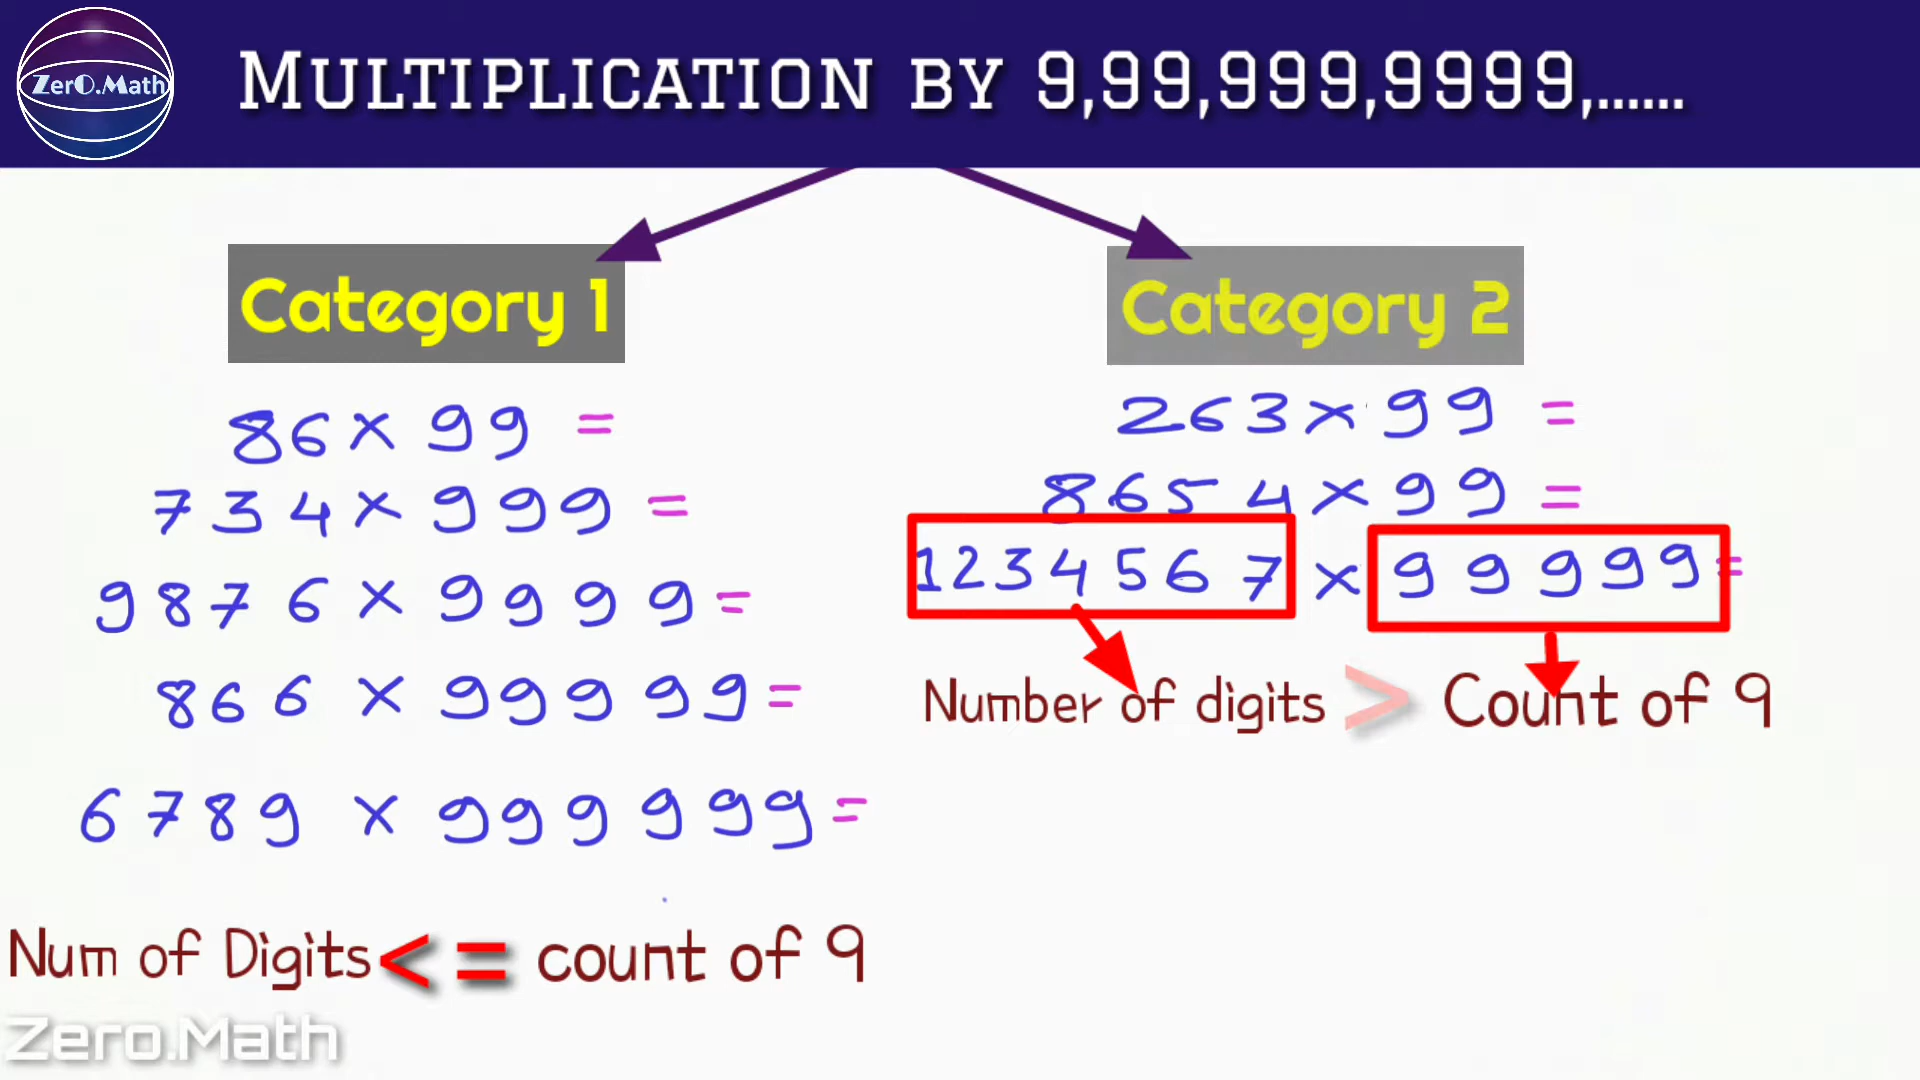 ZerO.Math
Multiplication by 9,99,999,9999,......
Category 1
86 × 99 =
734 × 999 =
9876 × 9999 =
866 × 99999 =
6789 × 999999 =
Num of Digits < = count of 9
Category 2
263 × 99 =
8654 × 99 =
1234567 × 99999 =
Number of digits > Count of 9
Zero.Math